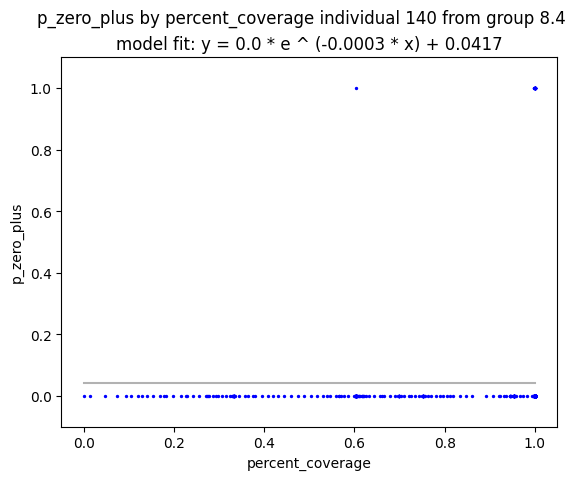 p_zero_plus by percent_coverage individual 140 from group 8.4
model fit: y = 0.0 * e ^ (-0.0003 * x) + 0.0417
1.0
0.8
0.6
0.4
0.2
0.0
p_zero_plus
0.0 0.2 0.4 0.6 0.8 1.0
percent_coverage